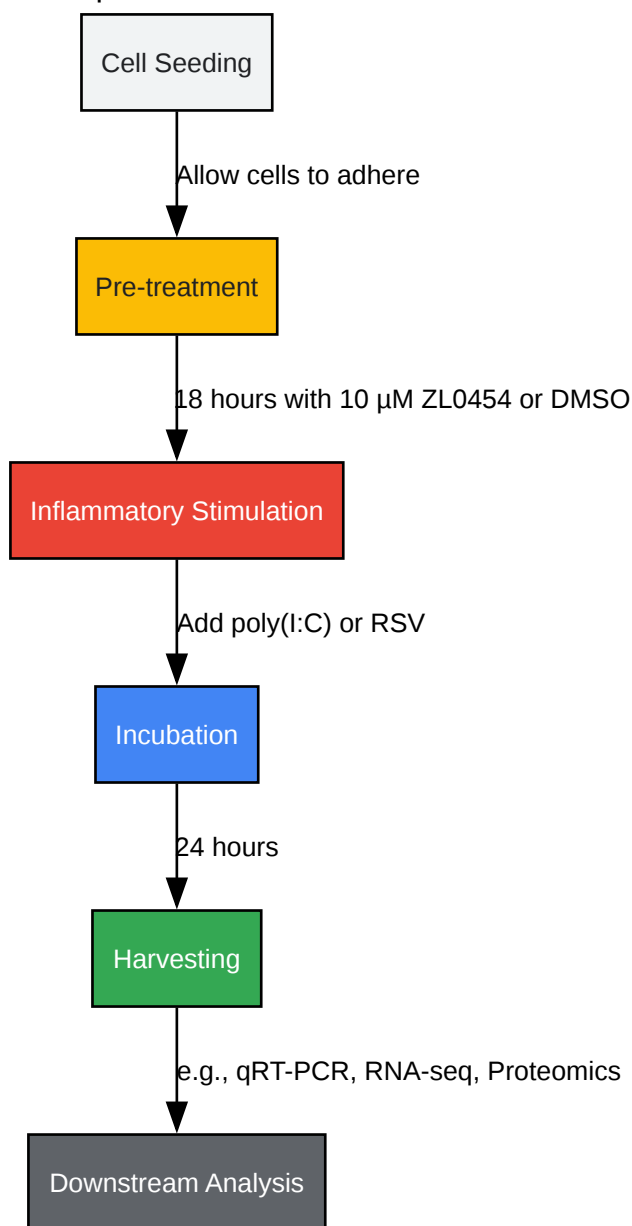 Cell Seeding
Allow cells to adhere
Pre-treatment
18 hours with 10 µM ZL0454 or DMSO
Inflammatory Stimulation
Add poly(I:C) or RSV
Incubation
24 hours
Harvesting
e.g., qRT-PCR, RNA-seq, Proteomics
Downstream Analysis